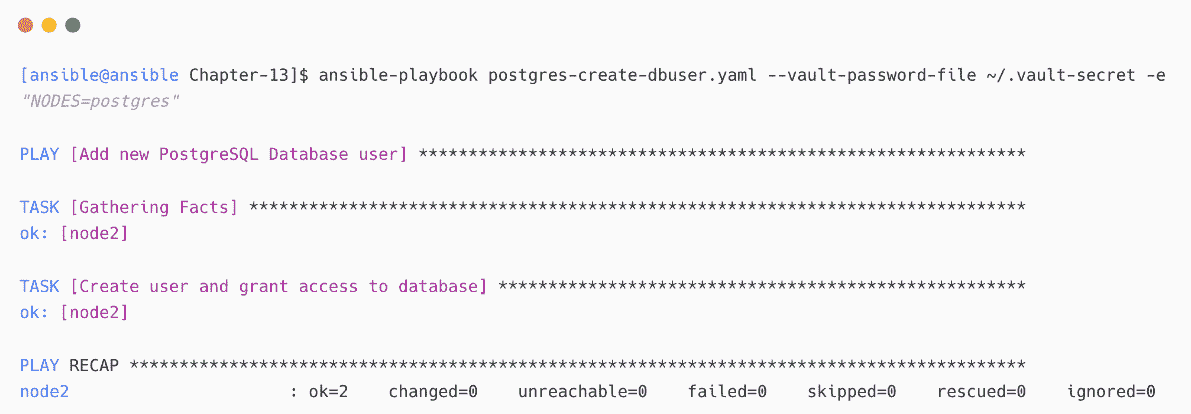 [ansible@ansible Chapter-13]$ ansible-playbook postgres-create-dbuser.yaml --vault-password-file ~/.vault-secret -e
"NODES=postgres"
PLAY [Add new PostgreSQL Database user] *************************************************************
TASK [Gathering Facts] ******************************************************************************
ok: [node2]
TASK [Create user and grant access to database] *****************************************************
ok: [node2]
PLAY RECAP ******************************************************************************************
node2                      : ok=2    changed=0    unreachable=0    failed=0    skipped=0    rescued=0    ignored=0